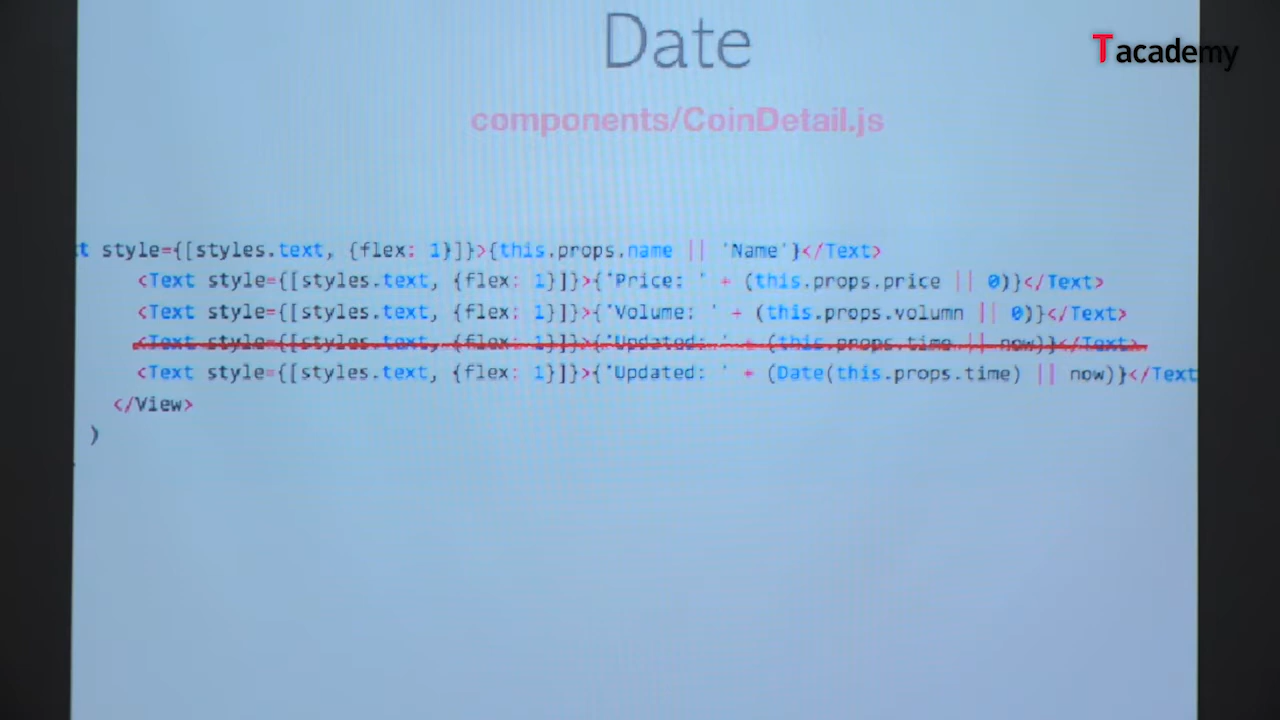 Date
Tacademy
components/CoinDetail.js
t style={[styles.text, {flex: 1}]}>{this.props.name || 'Name'}</Text>
<Text style={[styles.text, {flex: 1}]}>{'Price: ' + (this.props.price || 0)}</Text>
<Text style={[styles.text, {flex: 1}]}>{'Volume: ' + (this.props.volumn || 0)}</Text>
<Text style={[styles.text, {flex: 1}]}>{'Updated: ' + (this.props.time || now)}</Text>
<Text style={[styles.text, {flex: 1}]}>{'Updated: ' + (Date(this.props.time) || now)}</Text
</View>
)